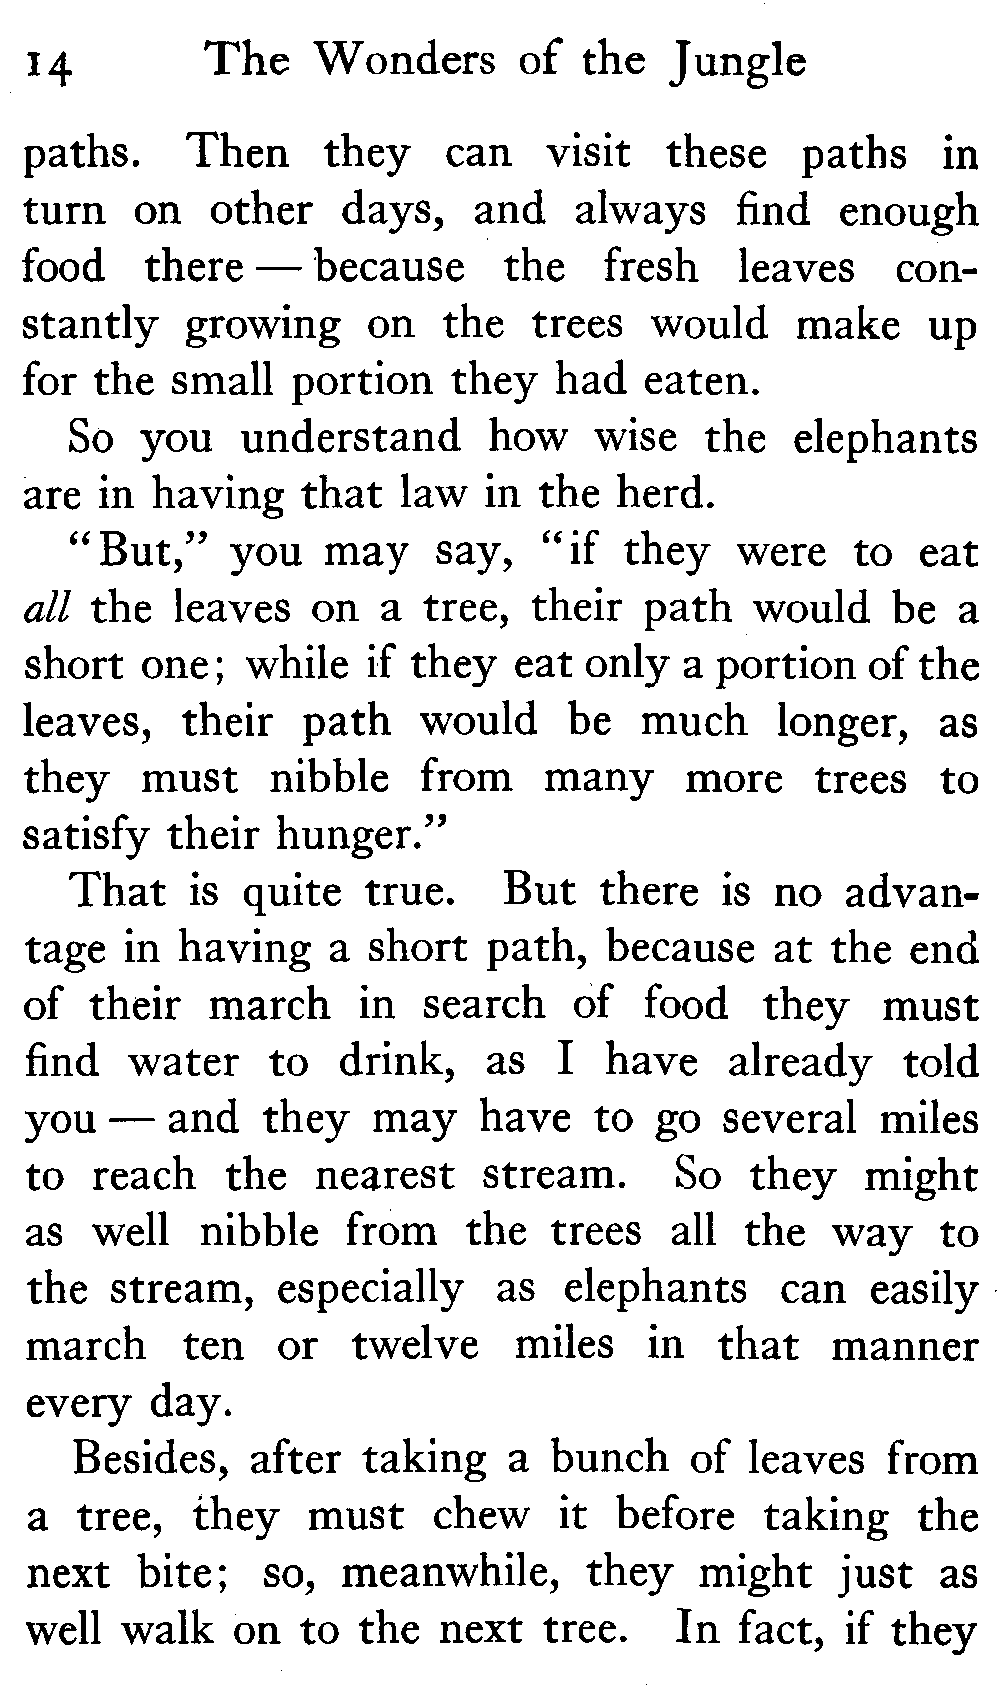 14 The Wonders of the Jungle
paths. Then they can visit these paths in
turn on other days, and always find enough
food there — because the fresh leaves con-
stantly growing on the trees would make up
for the small portion they had eaten.
So you understand how wise the elephants
are in having that law in the herd.
“But,” you may say, “if they were to eat
all the leaves on a tree, their path would be a
short one; while if they eat only a portion of the
leaves, their path would be much longer, as
they must nibble from many more trees to
satisfy their hunger.”
That is quite true. But there is no advan-
tage in having a short path, because at the end
of their march in search of food they must
find water to drink, as I have already told
you — and they may have to go several miles
to reach the nearest stream. So they might
as well nibble from the trees all the way to
the stream, especially as elephants can easily
march ten or twelve miles in that manner
every day.
Besides, after taking a bunch of leaves from
a tree, they must chew it before taking the
next bite; so, meanwhile, they might just as
well walk on to the next tree. In fact, if they